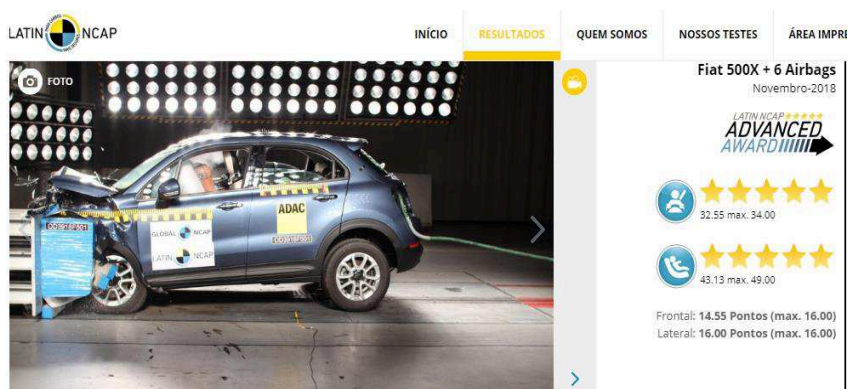 LATIN NCAP
INÍCIO
RESULTADOS
QUEM SOMOS
NOSSOS TESTES
ÁREA IMPRE
FOTO
Fiat 500X + 6 Airbags
Novembro-2018
LATIN NCAP
ADVANCED
AWARD
32.55 max. 34.00
43.13 max. 49.00
Frontal: 14.55 Pontos (max. 16.00)
Lateral: 16.00 Pontos (max. 16.00)
ADAC
GLOBAL NCAP
LATIN NCAP